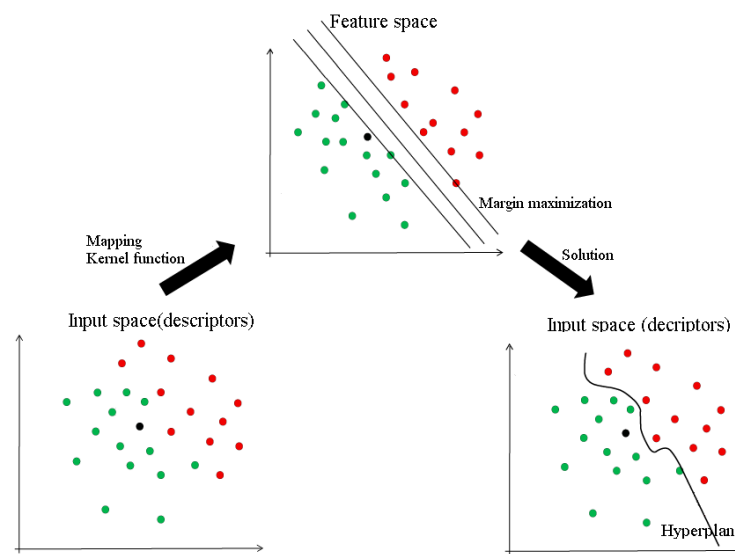 Feature space
Margin maximization
Mapping
Kernel function
Solution
Input space(descriptors)
Input space (decriptors)
Hyperplan